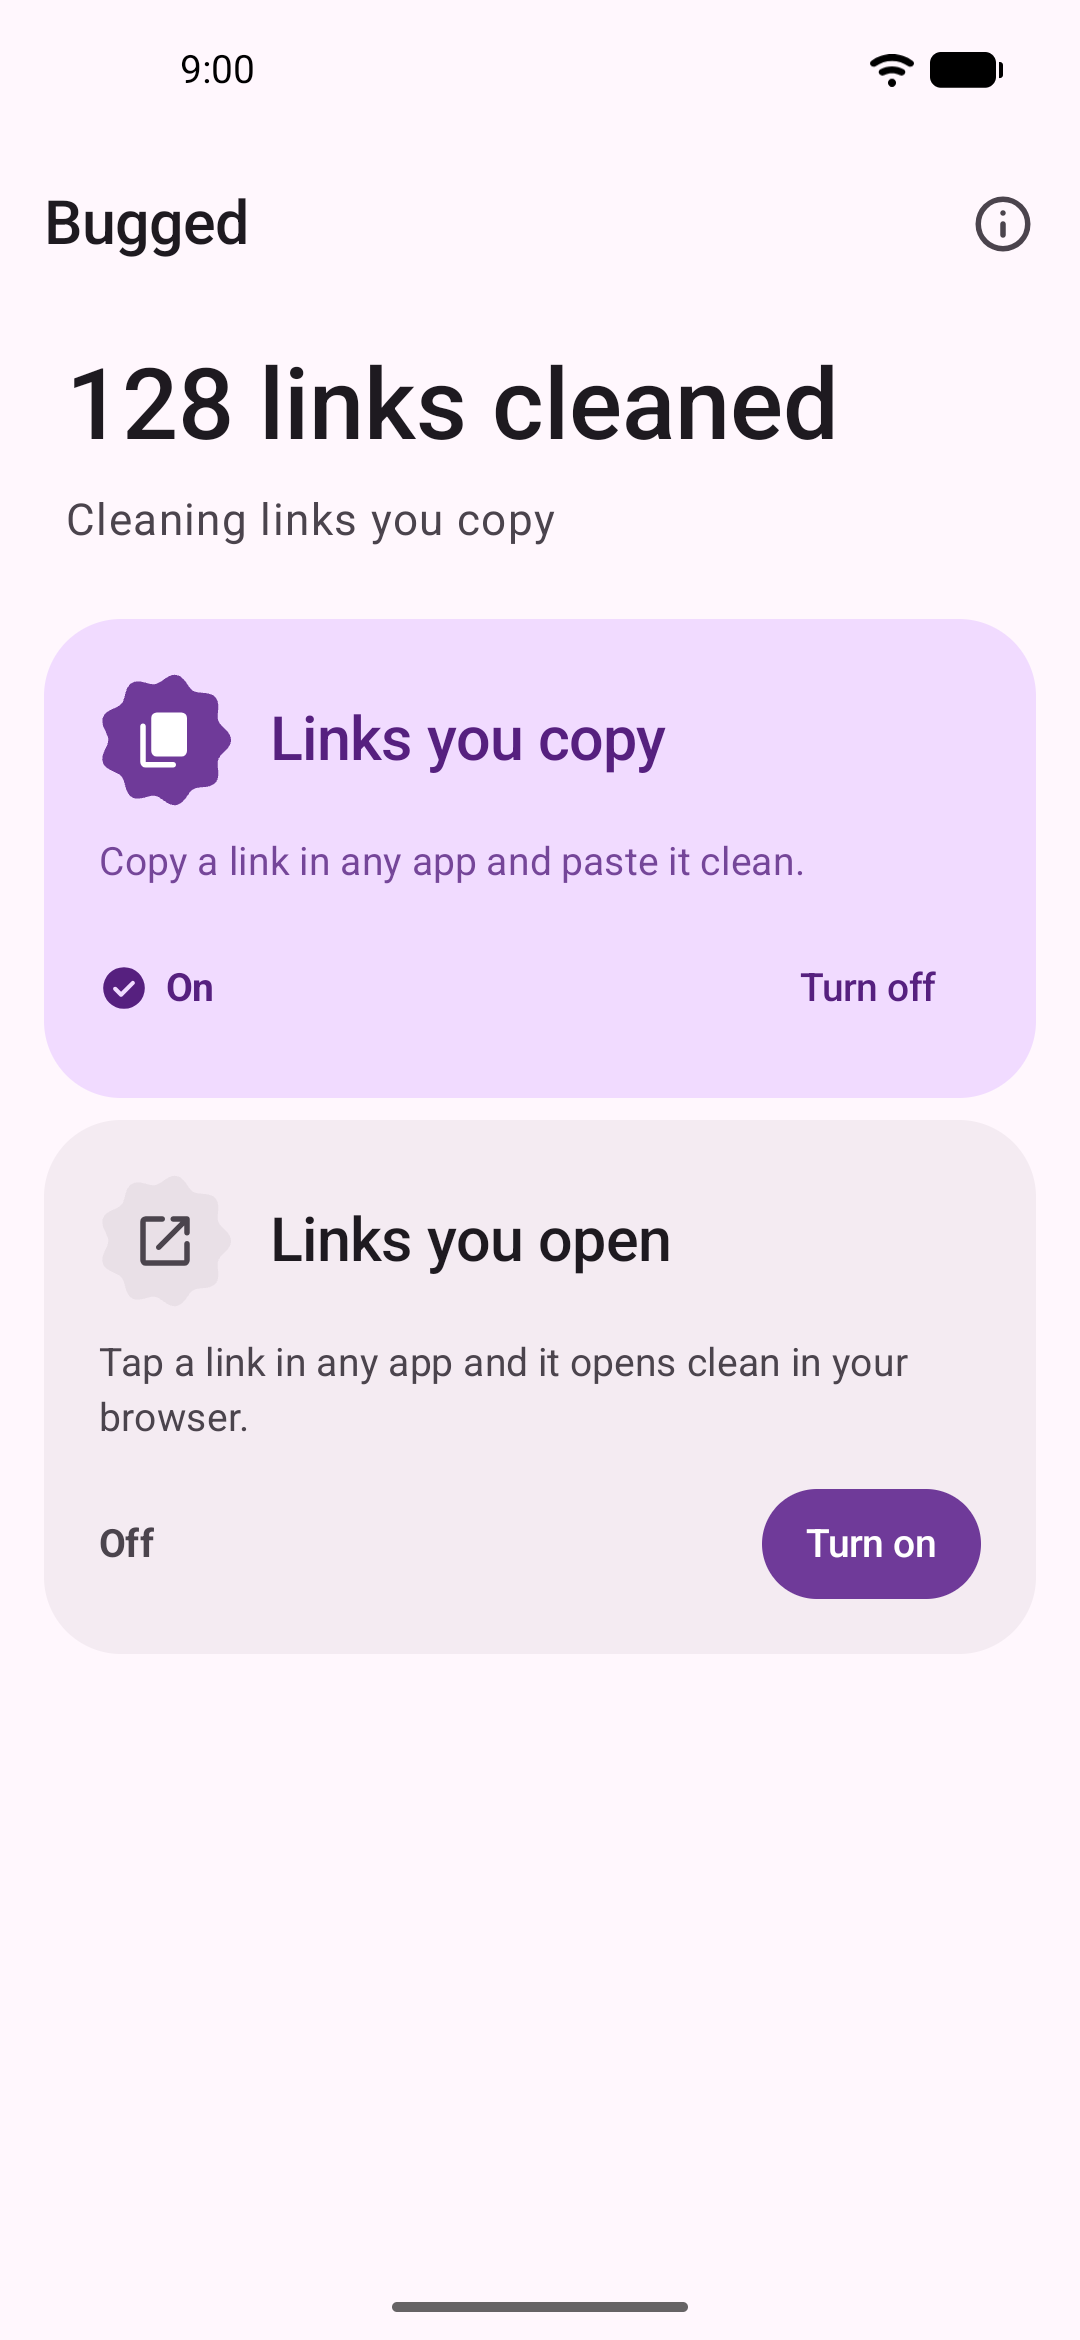 9:00
Bugged
128 links cleaned
Cleaning links you copy
Links you copy
Copy a link in any app and paste it clean.
On
Turn off
Links you open
Tap a link in any app and it opens clean in your
browser.
Off
Turn on